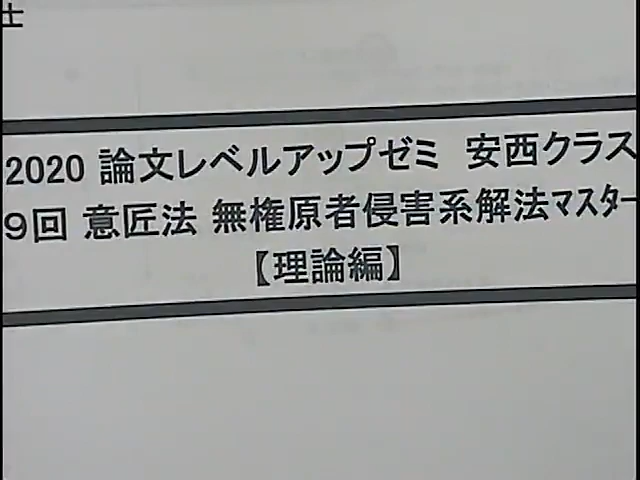 士
2020 論文レベルアップゼミ 安西クラス
9回 意匠法 無権原者侵害系解法マスター
【理論編】